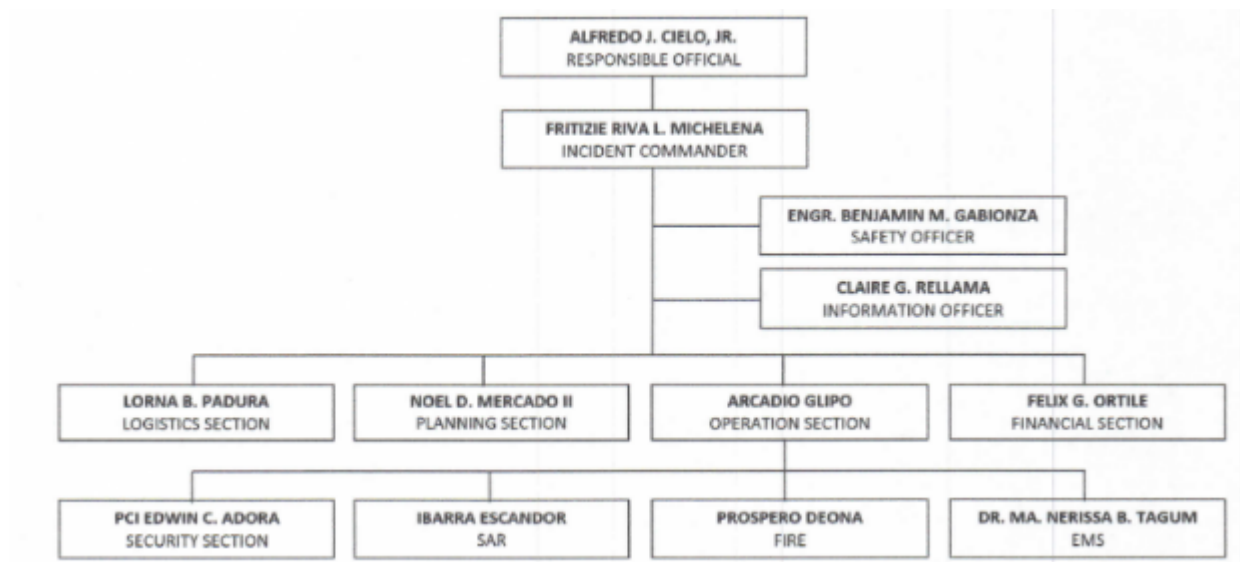 ALFREDO J. CIELO, JR.
RESPONSIBLE OFFICIAL
FRITIZIE RIVA L. MICHELENA
INCIDENT COMMANDER
ENGR. BENJAMIN M. GABIONZA
SAFETY OFFICER
CLAIRE G. RELLAMA
INFORMATION OFFICER
LORNA B. PADURA
LOGISTICS SECTION
NOEL D. MERCADO II
PLANNING SECTION
ARCADIO GLIPO
OPERATION SECTION
FELIX G. ORTILE
FINANCIAL SECTION
PCI EDWIN C. ADORA
SECURITY SECTION
IBARRA ESCANDOR
SAR
PROSPERO DEONA
FIRE
DR. MA. NERISSA B. TAGUM
EMS